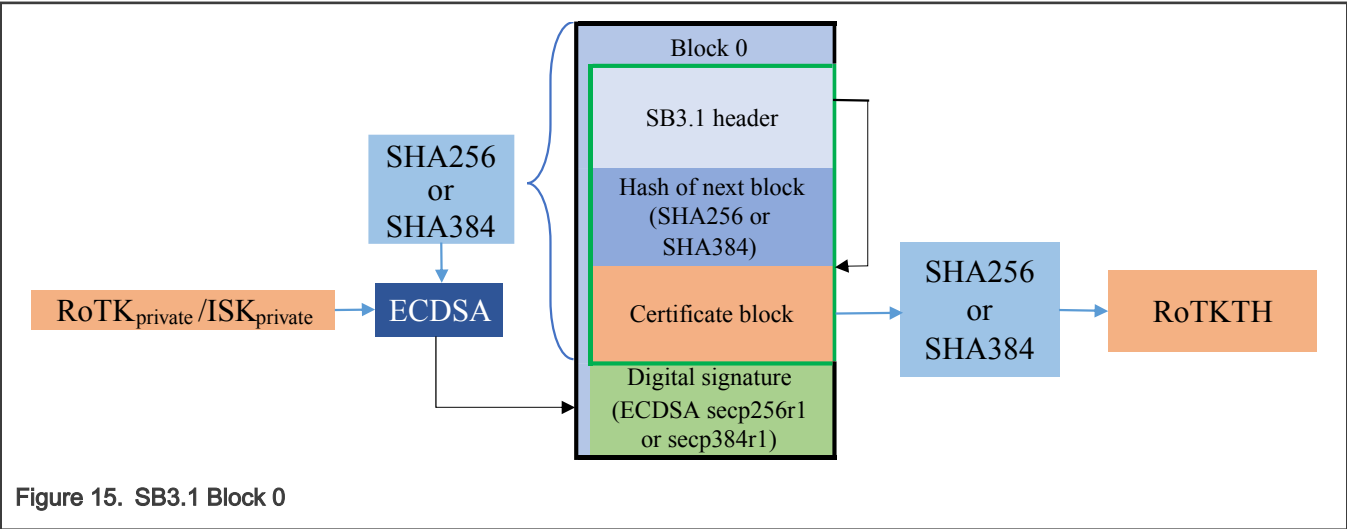 Block 0
SB3.1 header
Hash of next block
(SHA256 or
SHA384)
Certificate block
Digital signature
(ECDSA secp256r1
or secp384r1)
SHA256
or
SHA384
RoTKprivate /ISKprivate
ECDSA
SHA256
or
SHA384
RoTKTH
Figure 15. SB3.1 Block 0